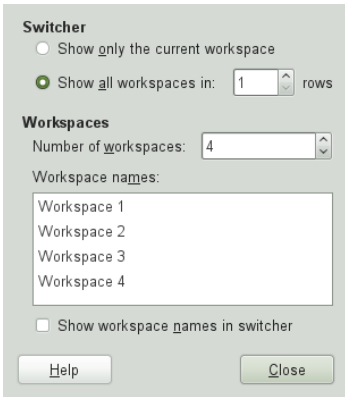 Switcher
Show only the current workspace
Show all workspaces in: 1 rows
Workspaces
Number of workspaces: 4
Workspace names:
Workspace 1
Workspace 2
Workspace 3
Workspace 4
Show workspace names in switcher
Help Close